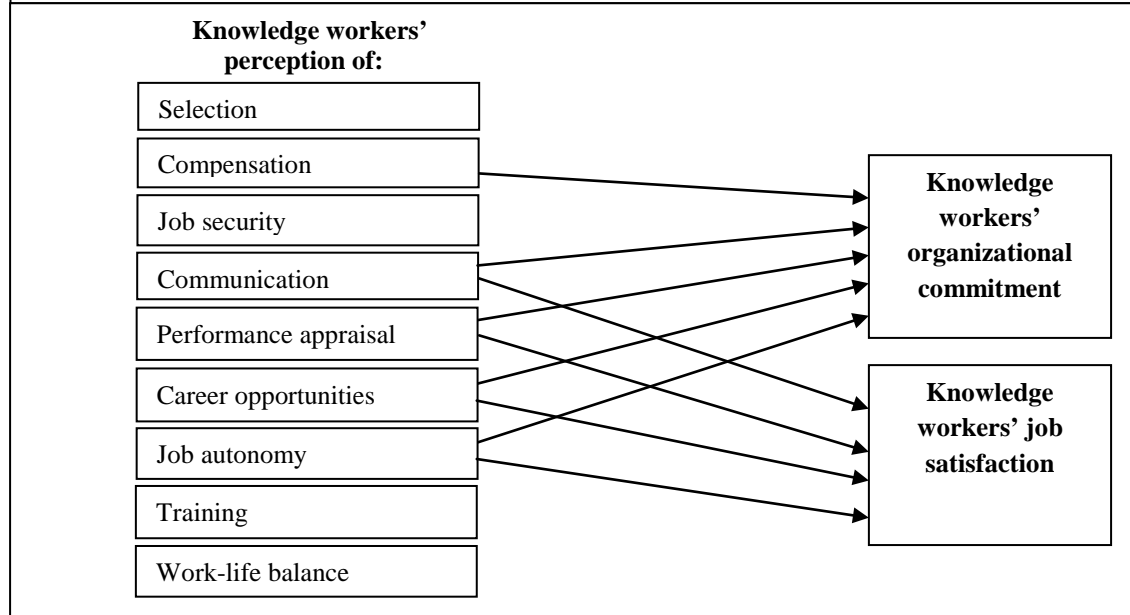 Knowledge workers’
perception of:
Selection
Compensation
Job security
Communication
Performance appraisal
Career opportunities
Job autonomy
Training
Work-life balance
Knowledge
workers’
organizational
commitment
Knowledge
workers’ job
satisfaction